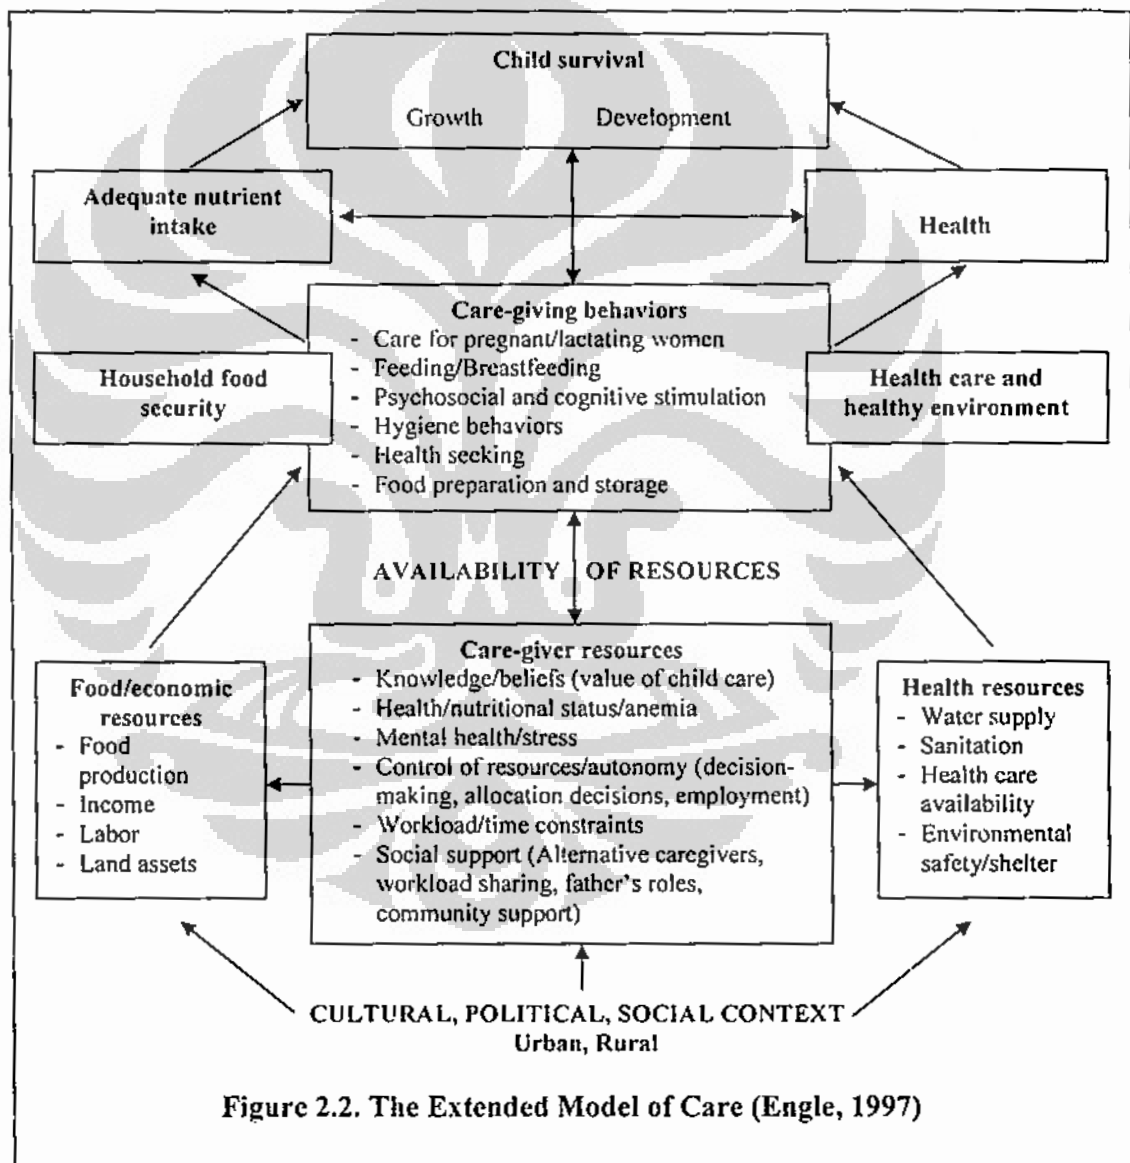 Child survival
Growth Development
Adequate nutrient
intake
Health
Care-giving behaviors
- Care for pregnant/lactating women
- Feeding/Breastfeeding
- Psychosocial and cognitive stimulation
- Hygiene behaviors
- Health seeking
- Food preparation and storage
Household food
security
Health care and
healthy environment
AVAILABILITY OF RESOURCES
Care-giver resources
- Knowledge/beliefs (value of child care)
- Health/nutritional status/anemia
- Mental health/stress
- Control of resources/autonomy (decision-
making, allocation decisions, employment)
- Workload/time constraints
- Social support (Alternative caregivers,
workload sharing, father's roles,
community support)
Food/economic
resources
- Food
production
- Income
- Labor
- Land assets
Health resources
- Water supply
- Sanitation
- Health care
availability
- Environmental
safety/shelter
CULTURAL, POLITICAL, SOCIAL CONTEXT
Urban, Rural
Figure 2.2. The Extended Model of Care (Engle, 1997)